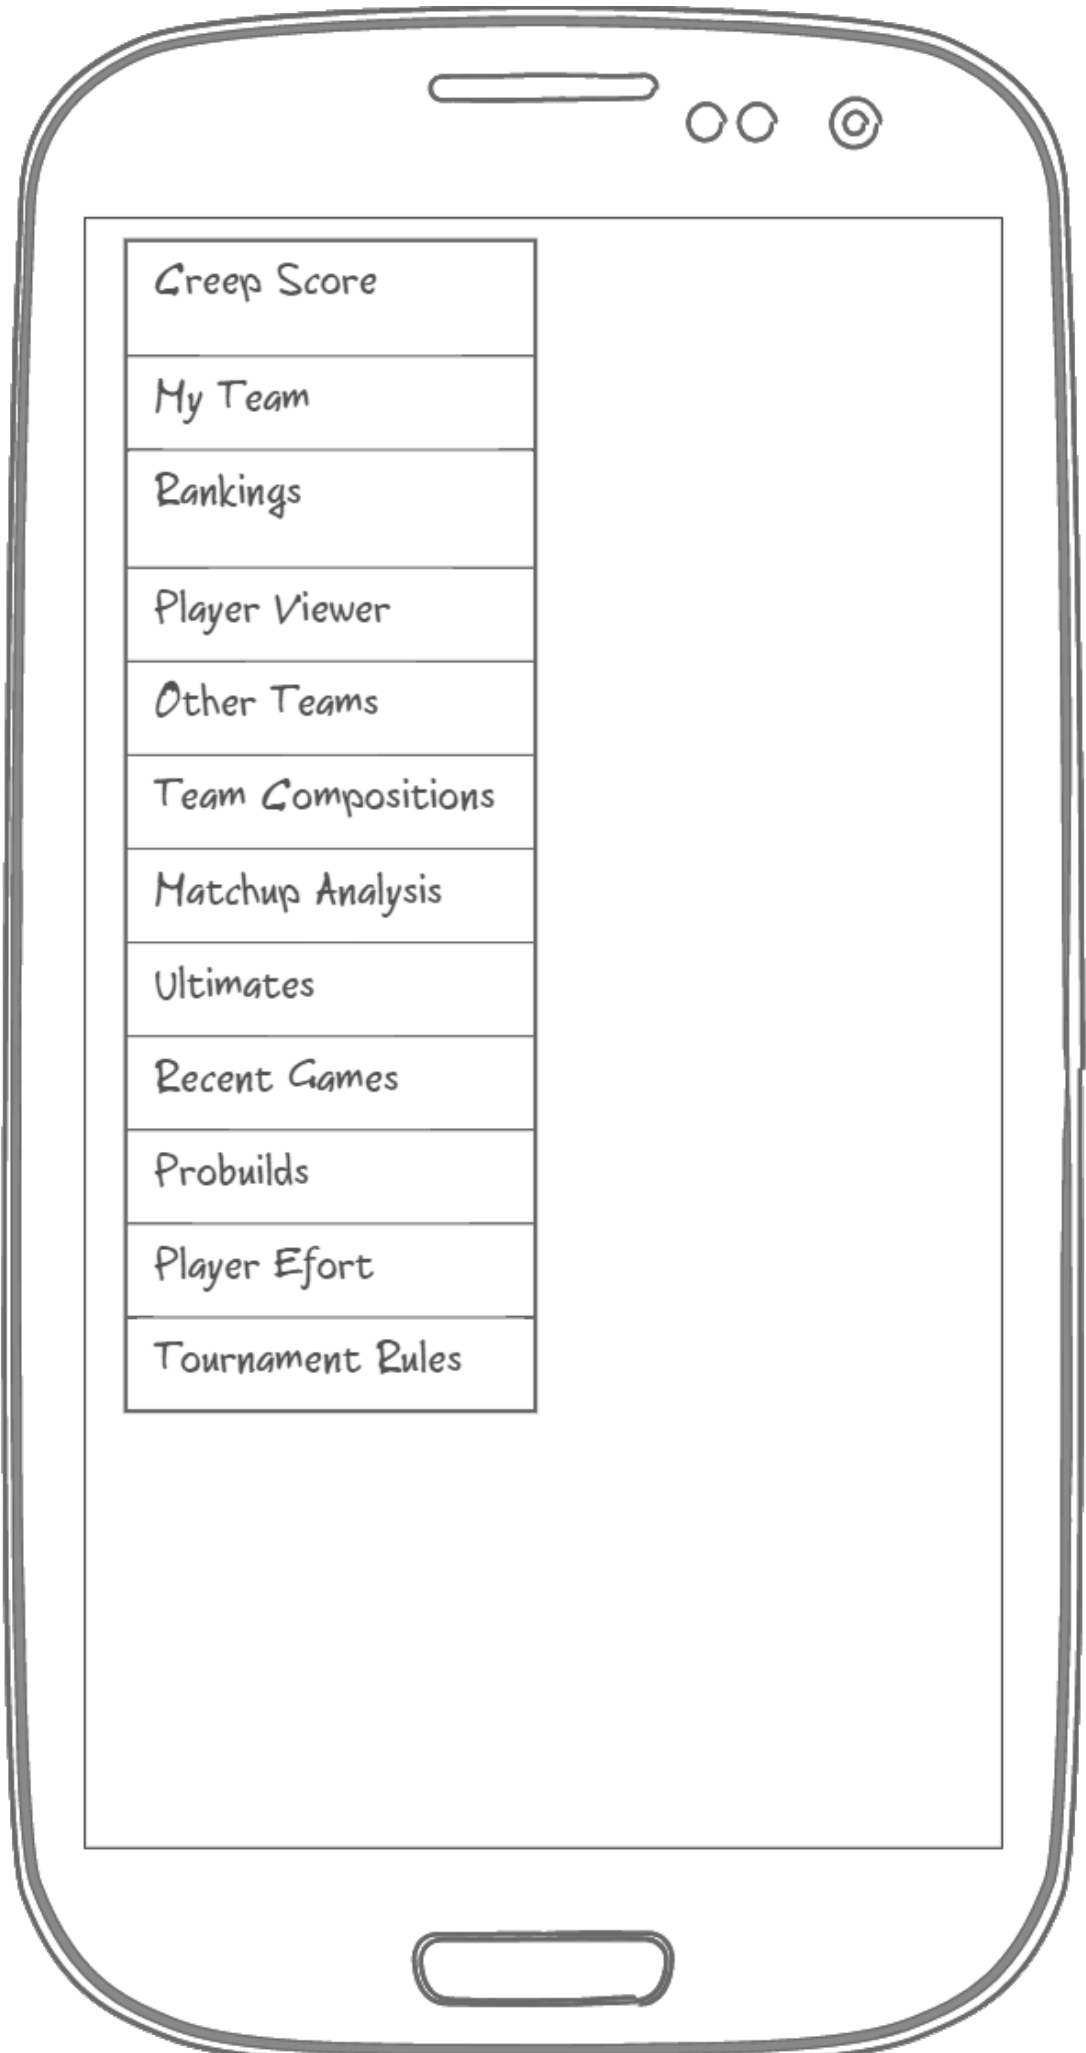 Creep Score
My Team
Rankings
Player Viewer
Other Teams
Team Compositions
Matchup Analysis
Ultimates
Recent Games
Probuilds
Player Efort
Tournament Rules